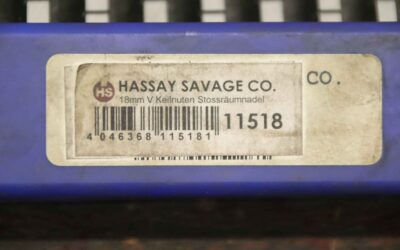 HS HASSAY SAVAGE CO.
CO.
18mm V Keilnuten Stossräumnadel
11518
4 046368 115181